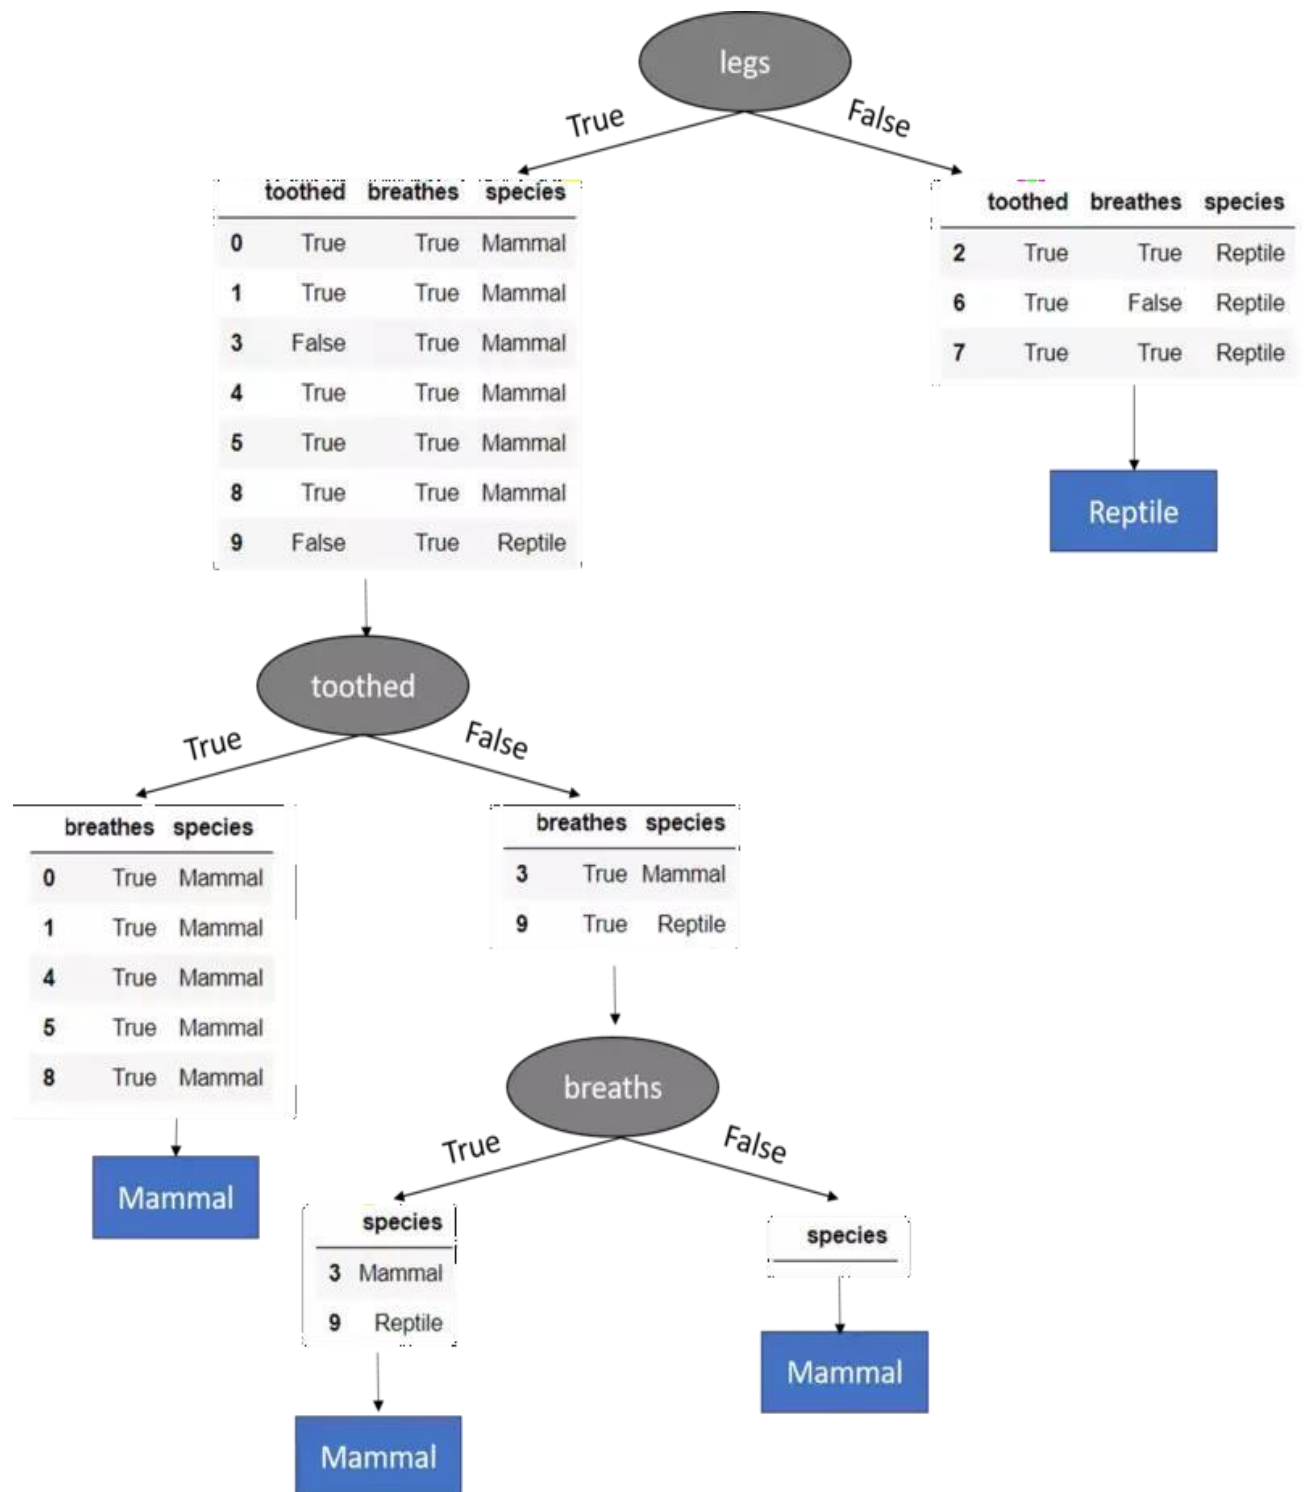 legs
True
False
toothed breathes species
0 True True Mammal
1 True True Mammal
3 False True Mammal
4 True True Mammal
5 True True Mammal
8 True True Mammal
9 False True Reptile
toothed breathes species
2 True True Reptile
6 True False Reptile
7 True True Reptile
Reptile
toothed
True
False
breathes species
0 True Mammal
1 True Mammal
4 True Mammal
5 True Mammal
8 True Mammal
Mammal
breathes species
3 True Mammal
9 True Reptile
breaths
True
False
species
3 Mammal
9 Reptile
Mammal
species
Mammal